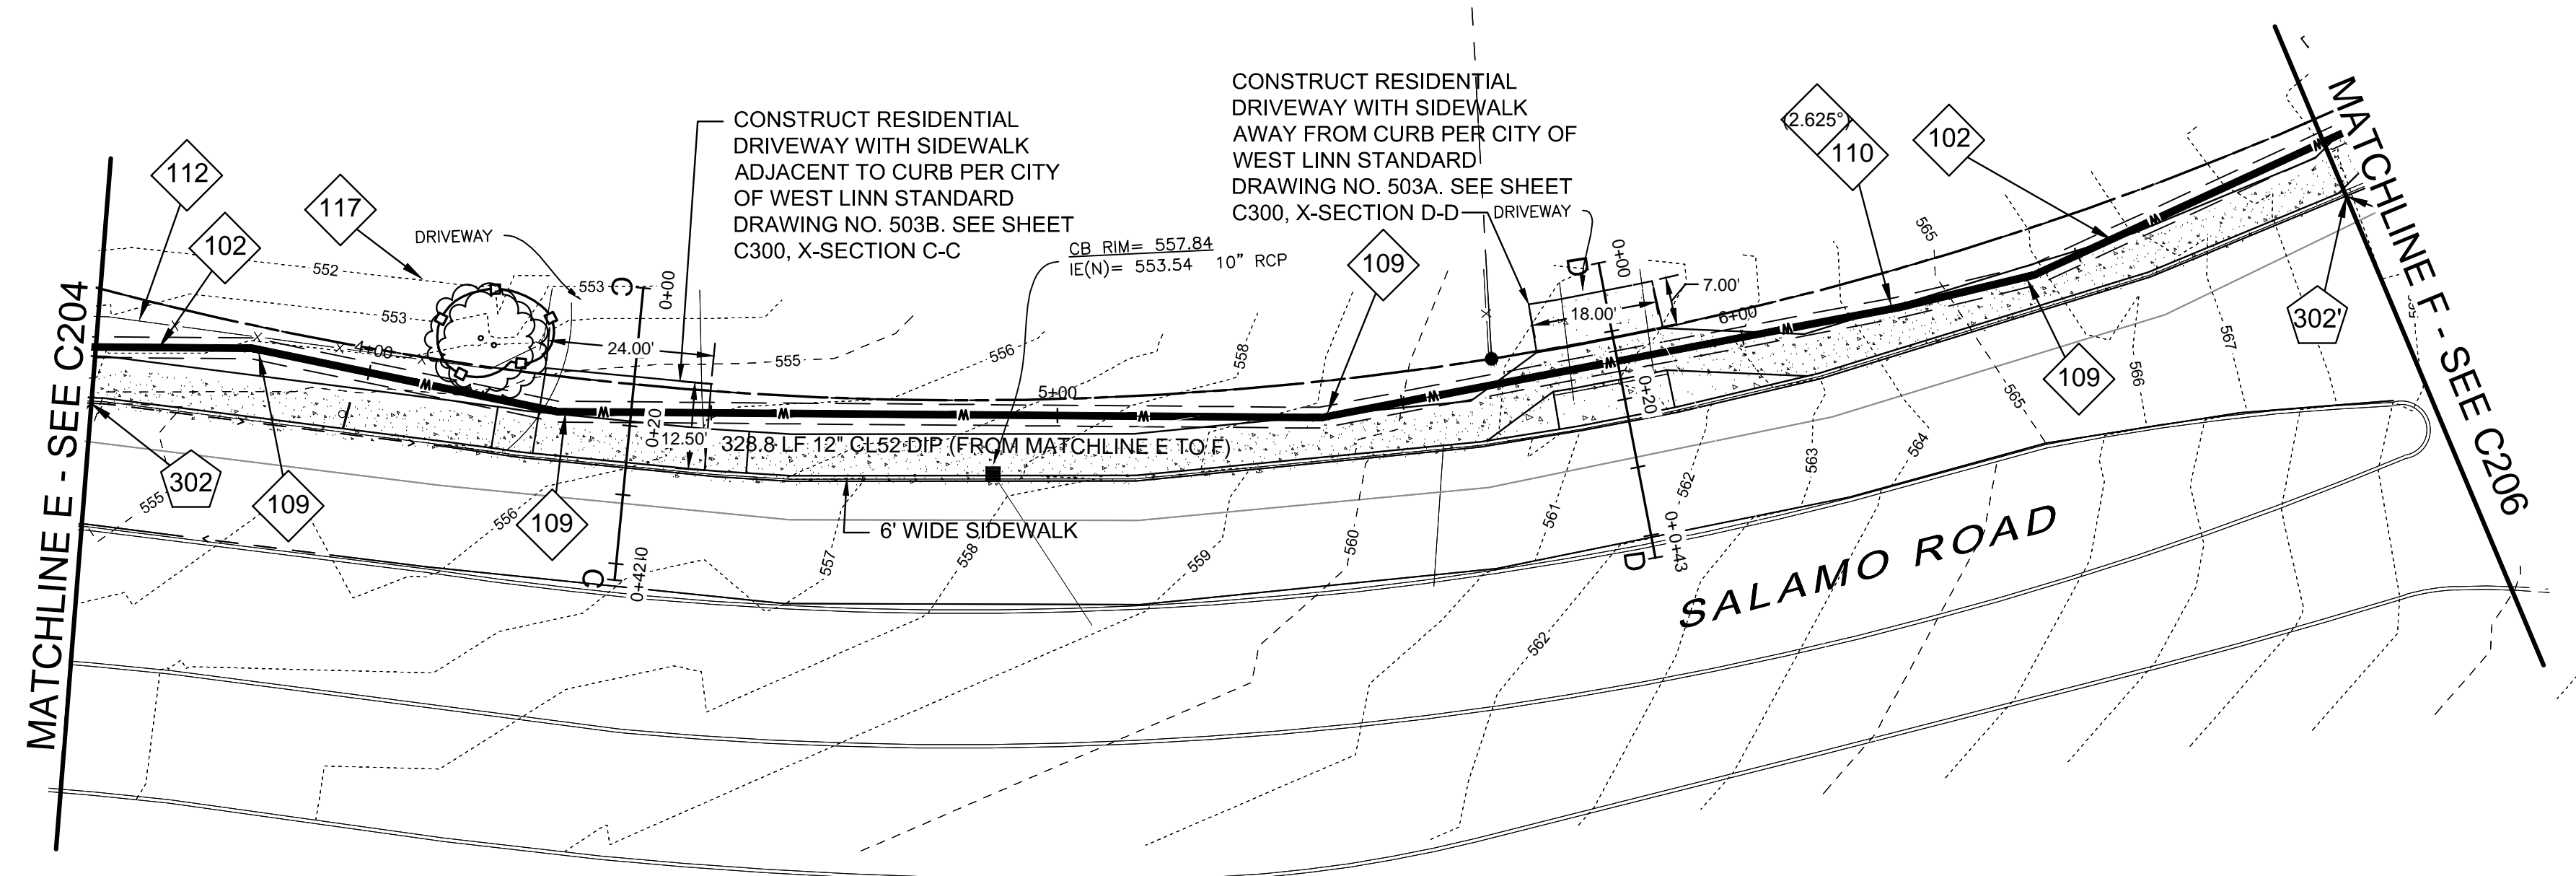 CONSTRUCT RESIDENTIAL
DRIVEWAY WITH SIDEWALK
ADJACENT TO CURB PER CITY
OF WEST LINN STANDARD
DRAWING NO. 503B. SEE SHEET
C300, X-SECTION C-C
CONSTRUCT RESIDENTIAL
DRIVEWAY WITH SIDEWALK
AWAY FROM CURB PER CITY OF
WEST LINN STANDARD
DRAWING NO. 503A. SEE SHEET
C300, X-SECTION D-D
DRIVEWAY
(2.625°)
110
102
112
117
102
DRIVEWAY
CB RIM= 557.84
IE(N)= 553.54 10" RCP
109
MATCHLINE E - SEE C204
MATCHLINE F - SEE C206
552
553
553
C
0+00
4+00
24.00'
555
556
5+00
558
D
0+00
18.00'
7.00'
6+00
565
W
W
W
W
W
W
W
W
W
W
X
X
X
X
0+20
12.50'
328.8 LF 12" CL52 DIP (FROM MATCHLINE E TO F)
0+20
302
109
109
109
302'
555
556
6' WIDE SIDEWALK
557
558
559
560
561
562
563
564
565
566
567
C
0+4240
D
0+0+43
562
SALAMO ROAD